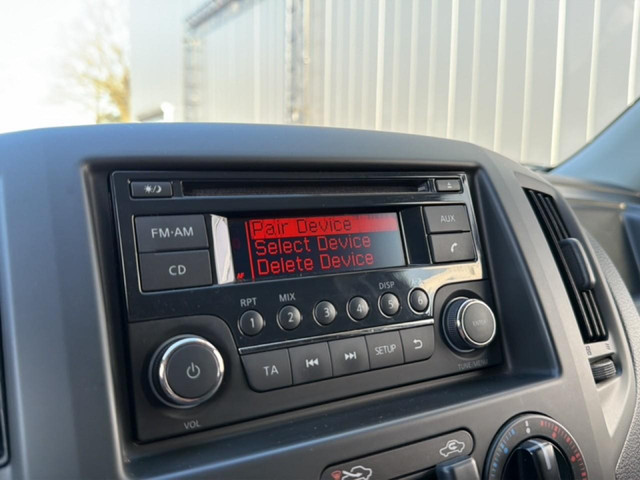 Pair Device
Select Device
Delete Device
FM·AM
CD
AUX
RPT
MIX
DISP
1
2
3
4
5
6
TA
SETUP
VOL